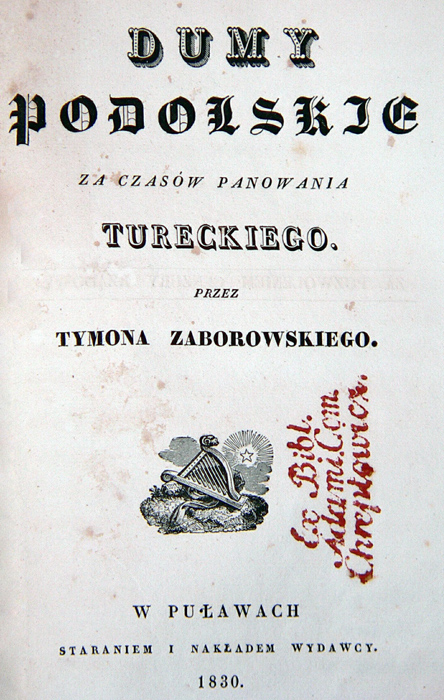 DUMY
PODOLSKIE
ZA CZASÓW PANOWANIA
TURECKIEGO.
PRZEZ
TYMONA ZABOROWSKIEGO.
Ex Bibl.
Adami Com.
Chreptowicz.
W PUŁAWACH
STARANIEM I NAKŁADEM WYDAWCY.
1830.